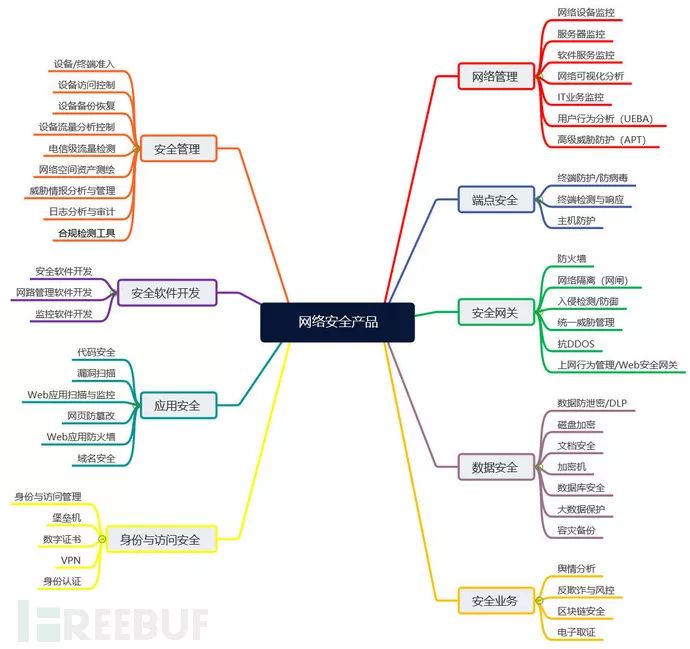 网络安全产品
安全管理
设备/终端准入
设备访问控制
设备备份恢复
设备流量分析控制
电信级流量检测
网络空间资产测绘
威胁情报分析与管理
日志分析与审计
合规检测工具
安全软件开发
安全软件开发
网路管理软件开发
监控软件开发
应用安全
代码安全
漏洞扫描
Web应用扫描与监控
网页防篡改
Web应用防火墙
域名安全
身份与访问安全
身份与访问管理
堡垒机
数字证书
VPN
身份认证
网络管理
网络设备监控
服务器监控
软件服务监控
网络可视化分析
IT业务监控
用户行为分析（UEBA）
高级威胁防护（APT）
端点安全
终端防护/防病毒
终端检测与响应
主机防护
安全网关
防火墙
网络隔离（网闸）
入侵检测/防御
统一威胁管理
抗DDOS
上网行为管理/Web安全网关
数据安全
数据防泄密/DLP
磁盘加密
文档安全
加密机
数据库安全
大数据保护
容灾备份
安全业务
舆情分析
反欺诈与风控
区块链安全
电子取证
FREEBUF